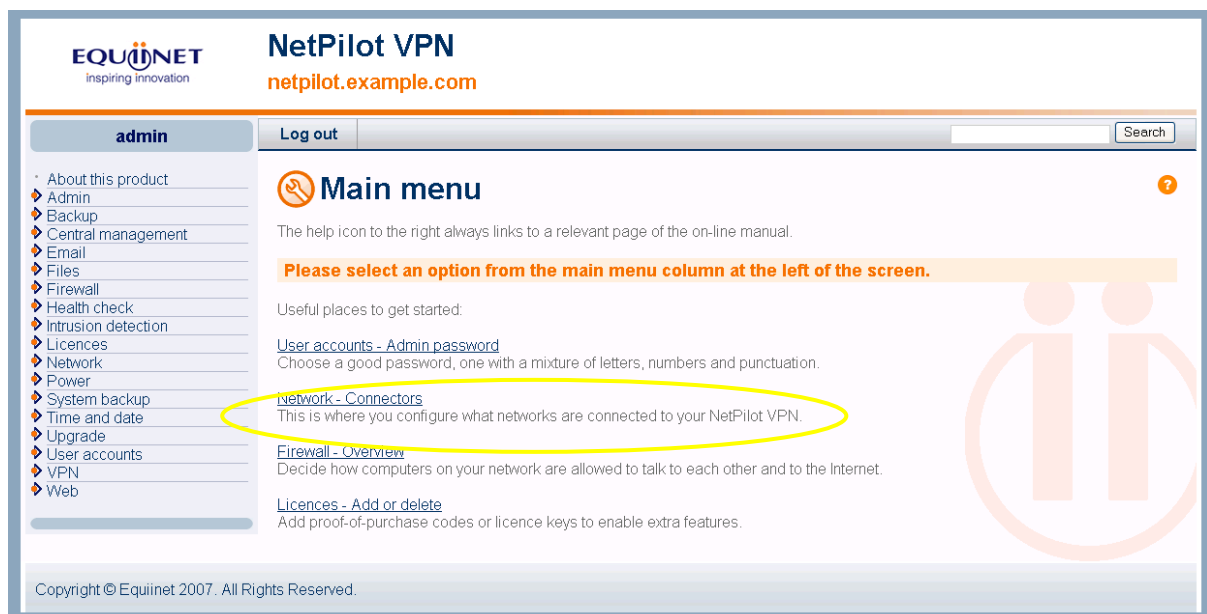 EQUiiNET
inspiring innovation
NetPilot VPN
netpilot.example.com
admin
Log out
Search
· About this product
Admin
Backup
Central management
Email
Files
Firewall
Health check
Intrusion detection
Licences
Network
Power
System backup
Time and date
Upgrade
User accounts
VPN
Web
Main menu
?
The help icon to the right always links to a relevant page of the on-line manual.
Please select an option from the main menu column at the left of the screen.
Useful places to get started:
User accounts - Admin password
Choose a good password, one with a mixture of letters, numbers and punctuation.
Network - Connectors
This is where you configure what networks are connected to your NetPilot VPN.
Firewall - Overview
Decide how computers on your network are allowed to talk to each other and to the Internet.
Licences - Add or delete
Add proof-of-purchase codes or licence keys to enable extra features.
Copyright © Equiinet 2007. All Rights Reserved.